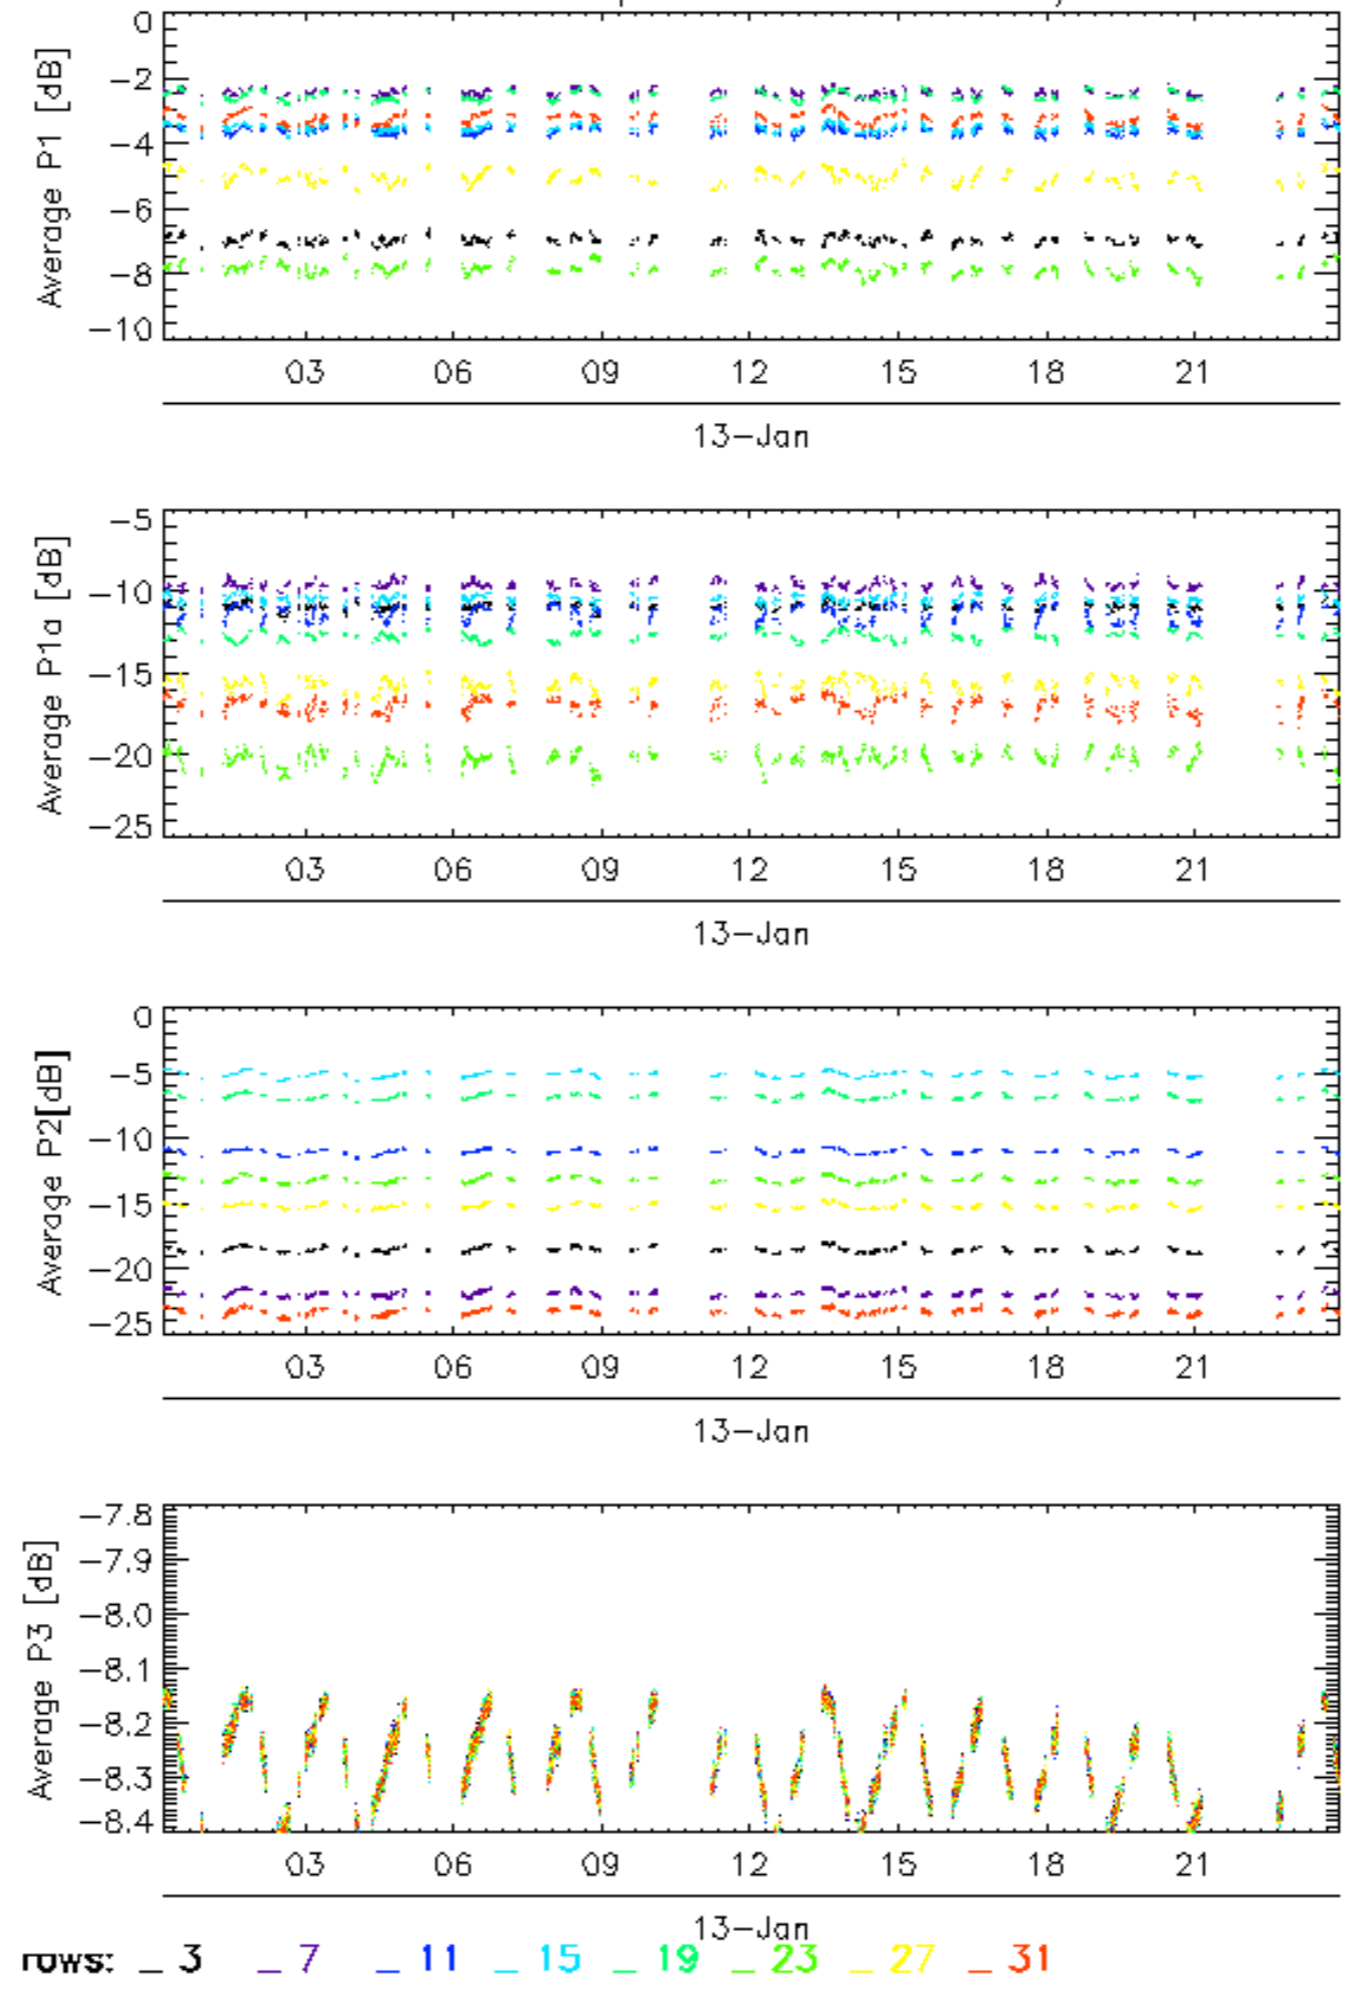 0
-2
-4
-6
-8
-10
Average P1 [dB]
03 06 09 12 15 18 21
13-Jan
-5
-10
-15
-20
-25
Average P1a [dB]
03 06 09 12 15 18 21
13-Jan
0
-5
-10
-15
-20
-25
Average P2[dB]
03 06 09 12 15 18 21
13-Jan
-7.8
-7.9
-8.0
-8.1
-8.2
-8.3
-8.4
Average P3 [dB]
03 06 09 12 15 18 21
13-Jan
rows: _ 3 _ 7 _ 11 _ 15 _ 19 _ 23 _ 27 _ 31